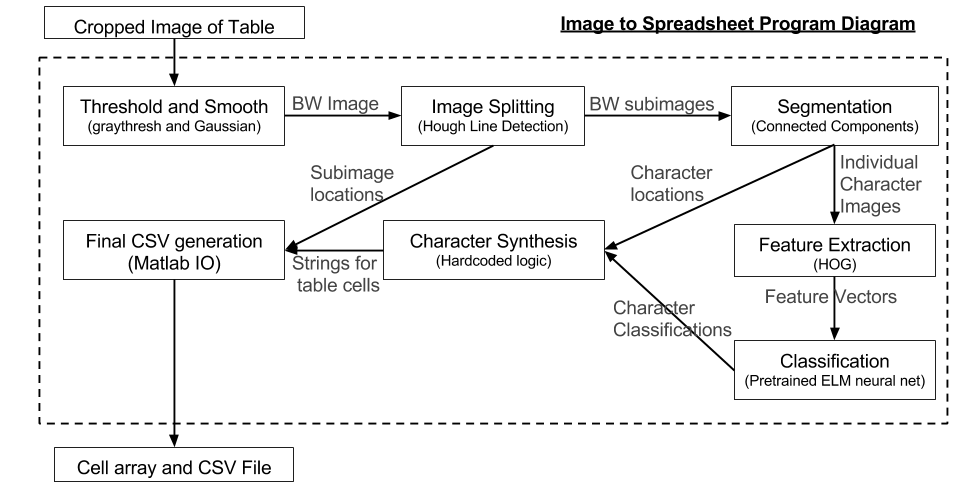 Cropped Image of Table
Image to Spreadsheet Program Diagram
Threshold and Smooth
(graythresh and Gaussian)
BW Image
Image Splitting
(Hough Line Detection)
BW subimages
Segmentation
(Connected Components)
Subimage
locations
Character
locations
Individual
Character
Images
Final CSV generation
(Matlab IO)
Strings for
table cells
Character Synthesis
(Hardcoded logic)
Feature Extraction
(HOG)
Feature Vectors
Character
Classifications
Classification
(Pretrained ELM neural net)
Cell array and CSV File